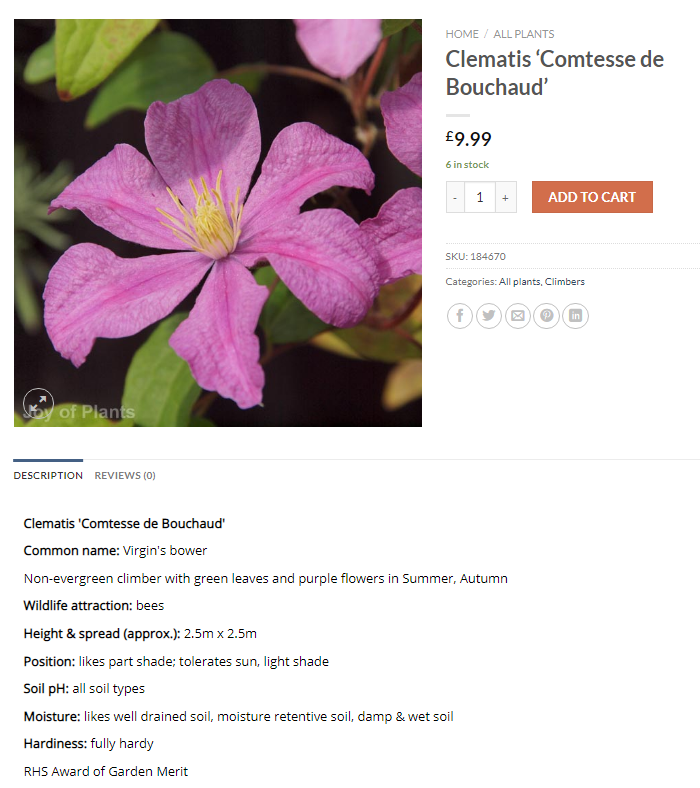 HOME / ALL PLANTS
Clematis ‘Comtesse de
Bouchaud’
£9.99
6 in stock
- 1 + ADD TO CART
SKU: 184670
Categories: All plants, Climbers
Joy of Plants
DESCRIPTION REVIEWS (0)
Clematis 'Comtesse de Bouchaud'
Common name: Virgin's bower
Non-evergreen climber with green leaves and purple flowers in Summer, Autumn
Wildlife attraction: bees
Height & spread (approx.): 2.5m x 2.5m
Position: likes part shade; tolerates sun, light shade
Soil pH: all soil types
Moisture: likes well drained soil, moisture retentive soil, damp & wet soil
Hardiness: fully hardy
RHS Award of Garden Merit